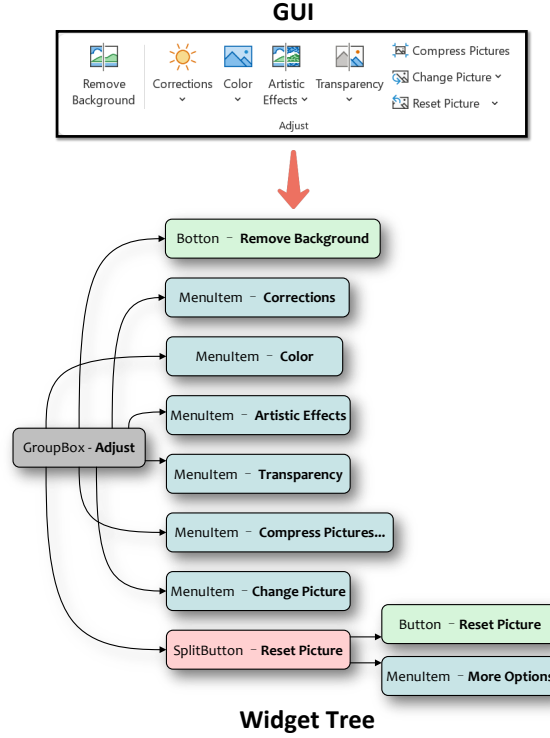 GUI
Remove
Background
Corrections
Color
Artistic
Effects
Transparency
Compress Pictures
Change Picture
Reset Picture
Adjust
Botton - Remove Background
MenuItem - Corrections
MenuItem - Color
MenuItem - Artistic Effects
GroupBox - Adjust
MenuItem - Transparency
MenuItem - Compress Pictures...
MenuItem - Change Picture
Button - Reset Picture
SplitButton - Reset Picture
MenuItem - More Options
Widget Tree